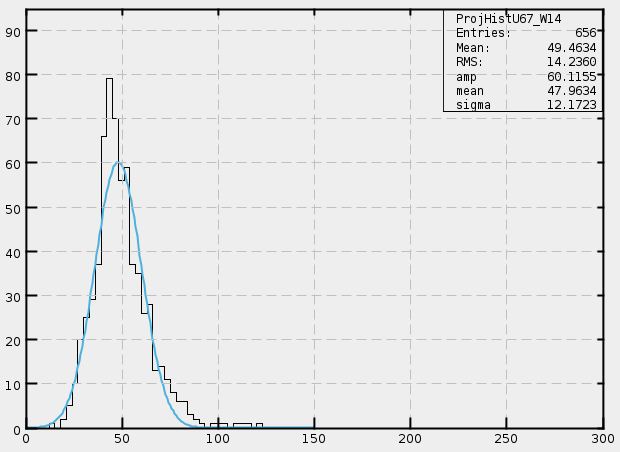 ProjHistU67_W14
Entries: 656
Mean: 49.4634
RMS: 14.2360
amp 60.1155
mean 47.9634
sigma 12.1723
90
80
70
60
50
40
30
20
10
0
0 50 100 150 200 250 300